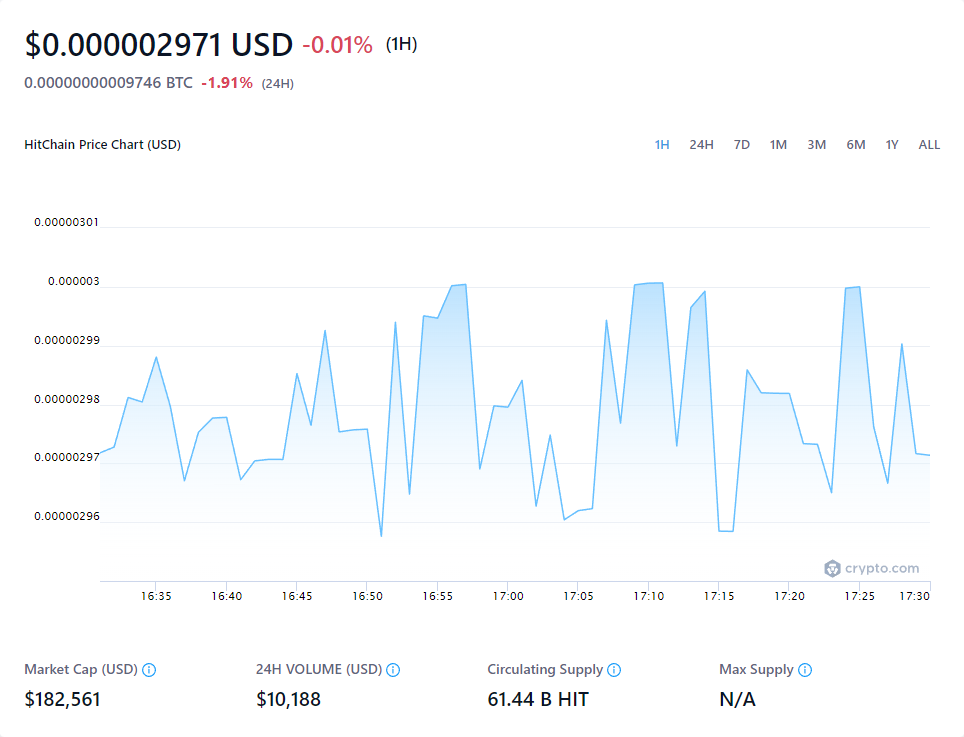 $0.000002971 USD -0.01% (1H)
0.00000000009746 BTC -1.91% (24H)
HitChain Price Chart (USD) 1H 24H 7D 1M 3M 6M 1Y ALL
0.00000301
0.000003
0.00000299
0.00000298
0.00000297
0.00000296
crypto.com
16:35 16:40 16:45 16:50 16:55 17:00 17:05 17:10 17:15 17:20 17:25 17:30
Market Cap (USD) 24H VOLUME (USD) Circulating Supply Max Supply
$182,561 $10,188 61.44 B HIT N/A